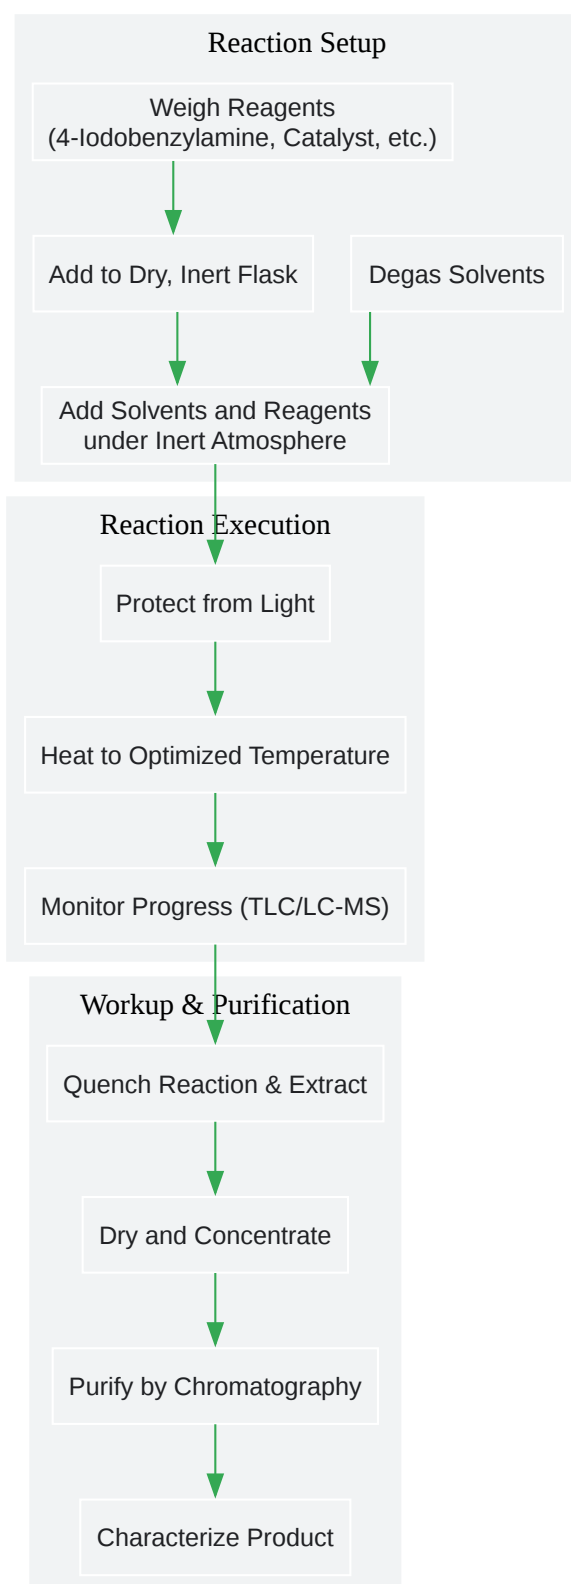 Reaction Setup
Weigh Reagents
(4-Iodobenzylamine, Catalyst, etc.)
Add to Dry, Inert Flask
Degas Solvents
Add Solvents and Reagents
under Inert Atmosphere
Reaction Execution
Protect from Light
Heat to Optimized Temperature
Monitor Progress (TLC/LC-MS)
Workup & Purification
Quench Reaction & Extract
Dry and Concentrate
Purify by Chromatography
Characterize Product